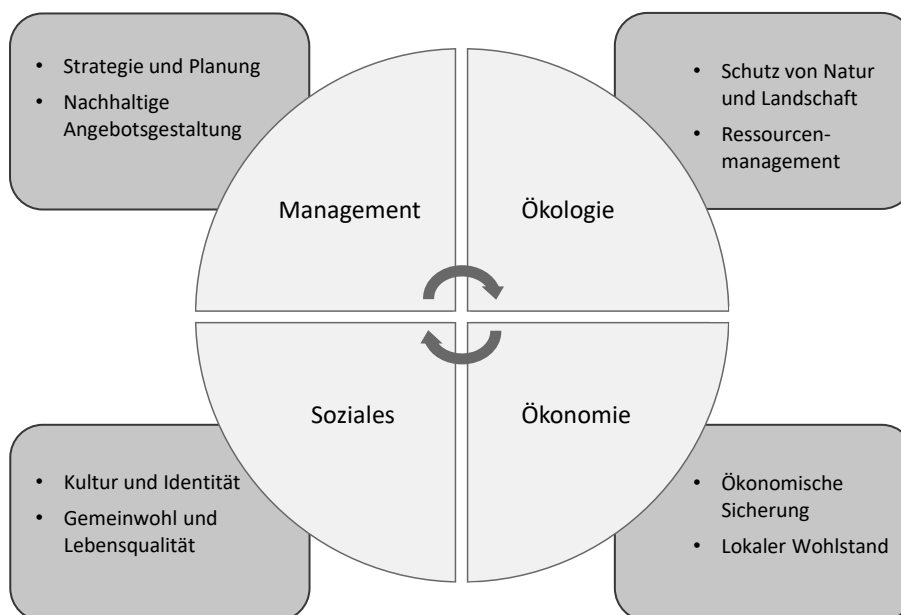 • Strategie und Planung
• Nachhaltige
Angebotsgestaltung
• Schutz von Natur
und Landschaft
• Ressourcen-
management
Management
Ökologie
Soziales
Ökonomie
• Kultur und Identität
• Gemeinwohl und
Lebensqualität
• Ökonomische
Sicherung
• Lokaler Wohlstand